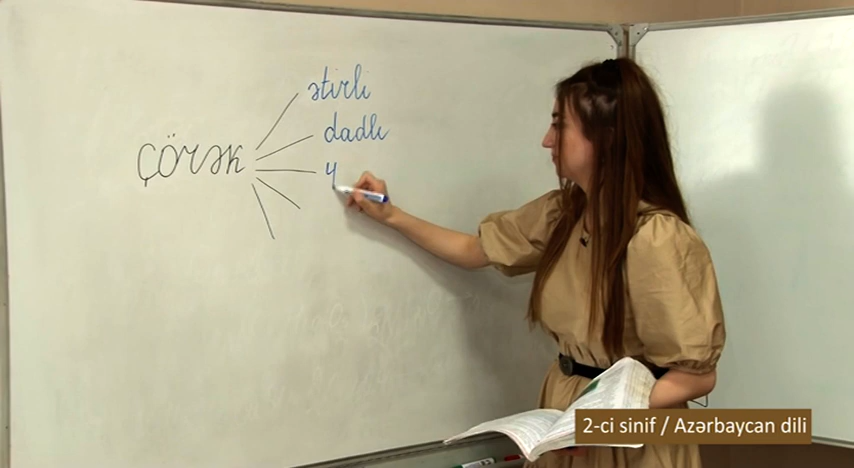 Çörək
ətirli
dadlı
y
2-ci sinif / Azərbaycan dili